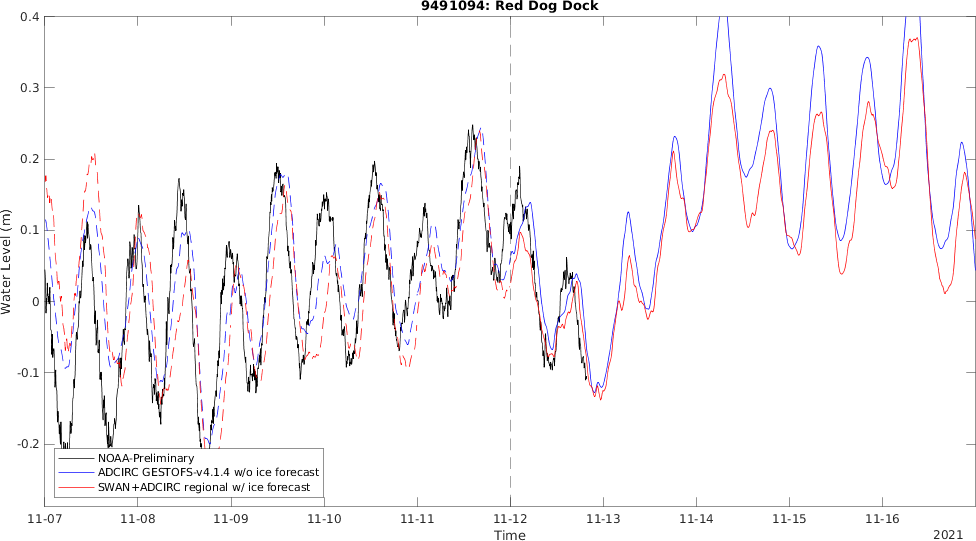 9491094: Red Dog Dock
0.4
0.3
0.2
0.1
0
-0.1
-0.2
Water Level (m)
NOAA-Preliminary
ADCIRC GESTOFS-v4.1.4 w/o ice forecast
SWAN+ADCIRC regional w/ ice forecast
11-07 11-08 11-09 11-10 11-11 11-12 11-13 11-14 11-15 11-16
Time
2021